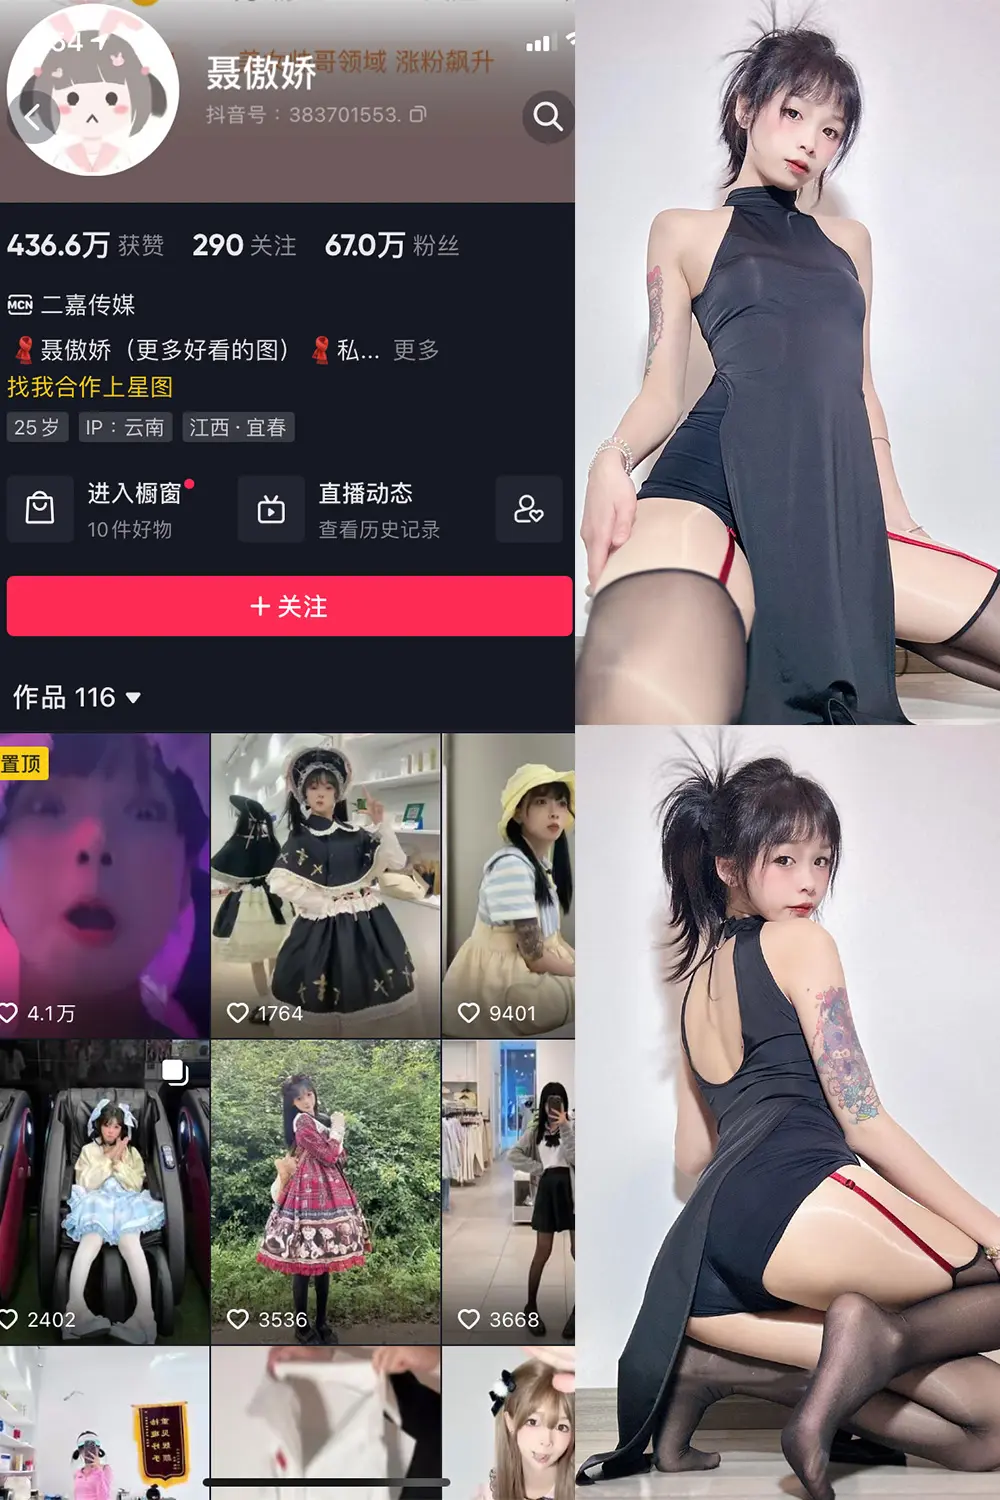 哥领域 涨粉飙升
聂傲娇
抖音号：383701553.
436.6万 获赞 290 关注 67.0万 粉丝
MCN 二嘉传媒
聂傲娇（更多好看的图） 私... 更多
找我合作上星图
25岁 IP：云南 江西·宜春
进入橱窗 直播动态
10件好物 查看历史记录
+ 关注
作品 116
置顶
4.1万 1764 9401
2402 3536 3668